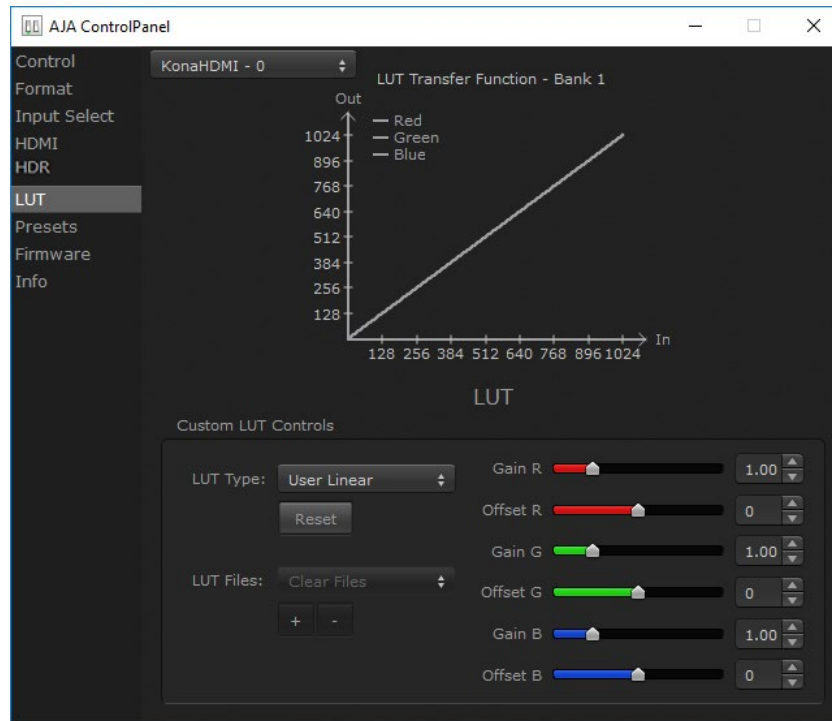 AJA ControlPanel
Control
Format
Input Select
HDMI
HDR
LUT
Presets
Firmware
Info
KonaHDMI - 0
LUT Transfer Function - Bank 1
Out
Red
Green
Blue
1024
896
768
640
512
384
256
128
128 256 384 512 640 768 896 1024
In
LUT
Custom LUT Controls
LUT Type: User Linear
Reset
LUT Files: Clear Files
+ -
Gain R 1.00
Offset R 0
Gain G 1.00
Offset G 0
Gain B 1.00
Offset B 0